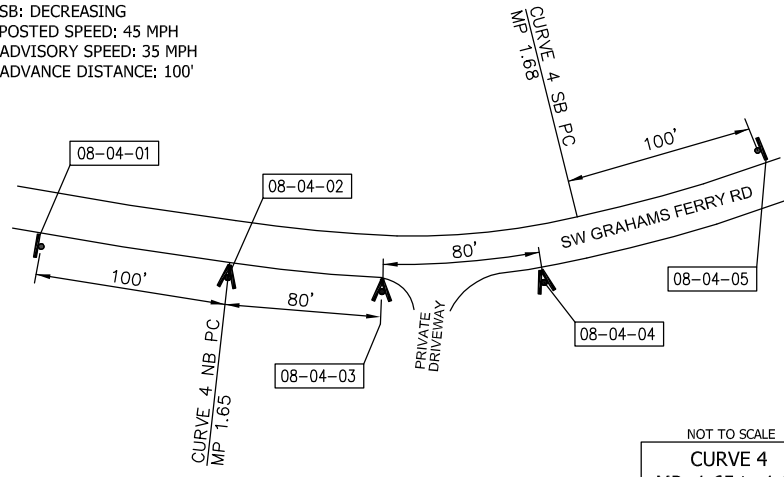 SB: DECREASING
POSTED SPEED: 45 MPH
ADVISORY SPEED: 35 MPH
ADVANCE DISTANCE: 100'
CURVE 4 SB PC
MP 1.68
08-04-01
08-04-02
100'
SW GRAHAMS FERRY RD
80'
100'
80'
08-04-05
PRIVATE
DRIVEWAY
08-04-04
08-04-03
CURVE 4 NB PC
MP 1.65
NOT TO SCALE
CURVE 4